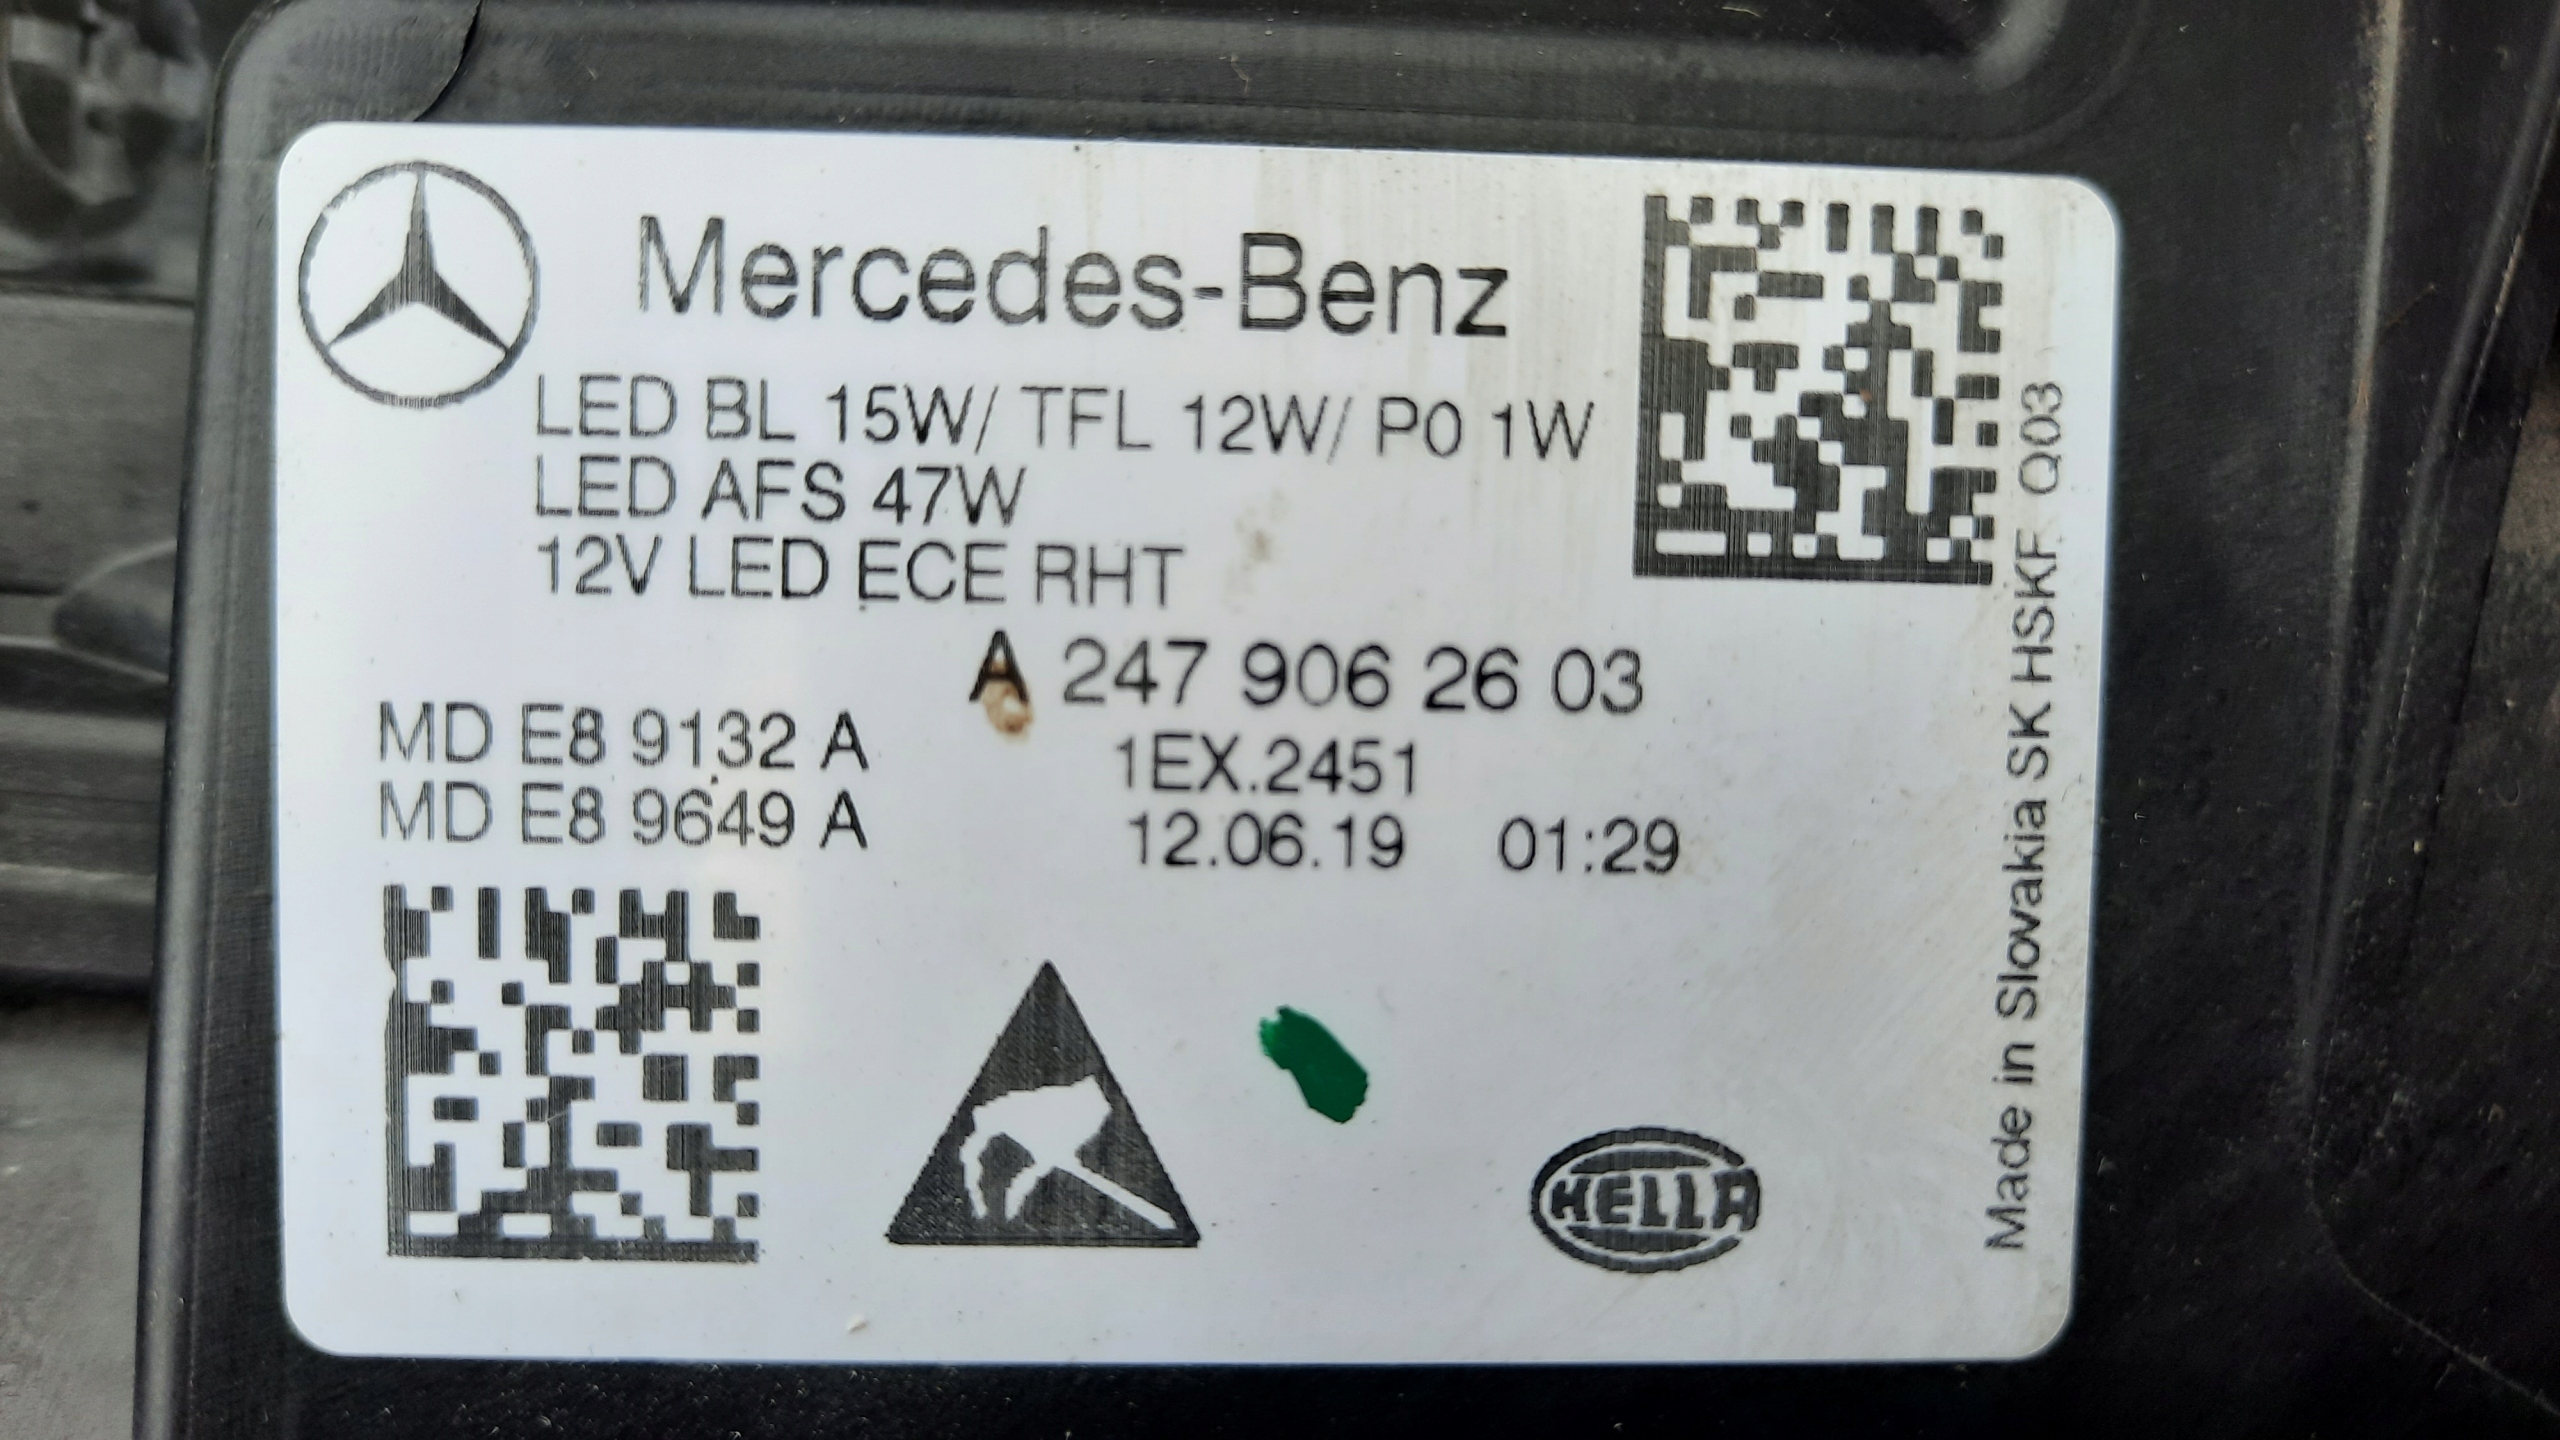 Mercedes-Benz
LED BL 15W/ TFL 12W/ PO 1W
LED AFS 47W
12V LED ECE RHT
A 247 906 26 03
MD E8 9132 A
MD E8 9649 A
1EX.2451
12.06.19 01:29
HELLA
Made in Slovakia SK HSKF Q03